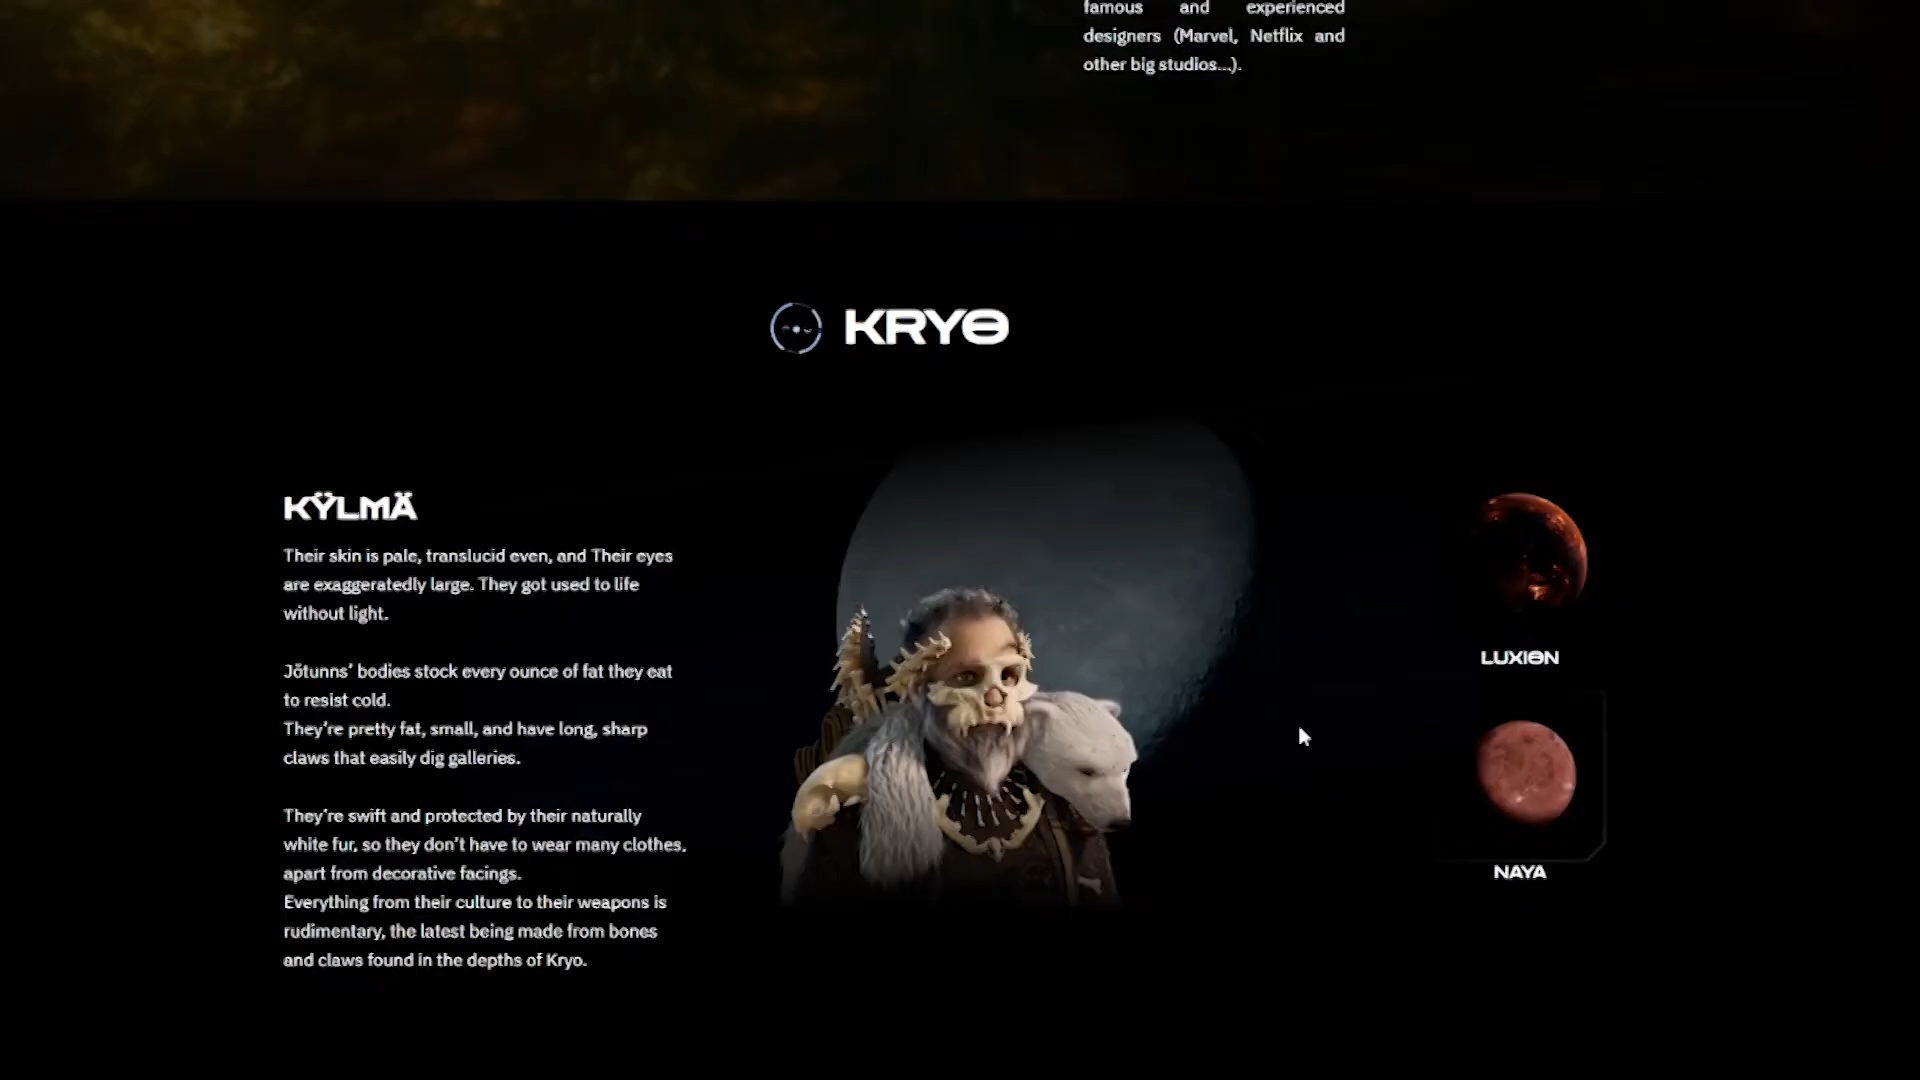 famous and experienced
designers (Marvel, Netflix and
other big studios...).
KRYO
KŸLMÄ
Their skin is pale, translucid even, and Their eyes
are exaggeratedly large. They got used to life
without light.
Jötunns' bodies stock every ounce of fat they eat
to resist cold.
They're pretty fat, small, and have long, sharp
claws that easily dig galleries.
They're swift and protected by their naturally
white fur, so they don't have to wear many clothes,
apart from decorative facings.
Everything from their culture to their weapons is
rudimentary, the latest being made from bones
and claws found in the depths of Kryo.
LUXION
NAYA